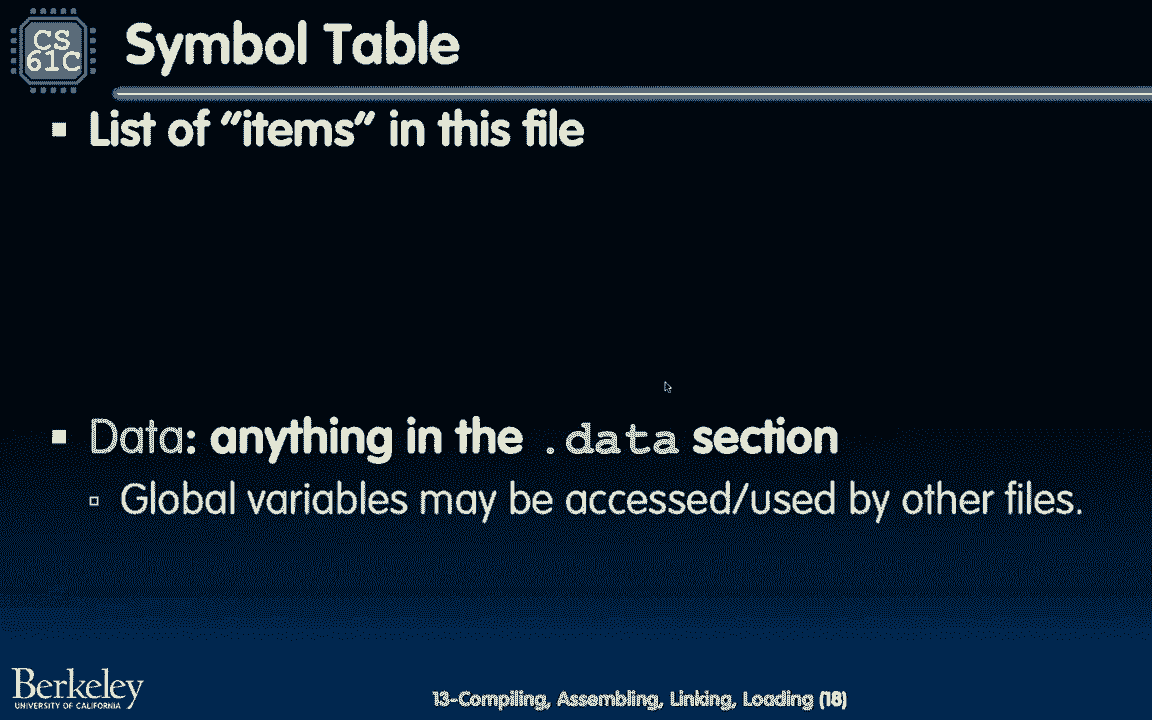 CS
61C
Symbol Table
▪ List of “items” in this file
▪ Data: anything in the .data section
▫ Global variables may be accessed/used by other files.
Berkeley
UNIVERSITY OF CALIFORNIA
13-Compiling, Assembling, Linking, Loading (18)